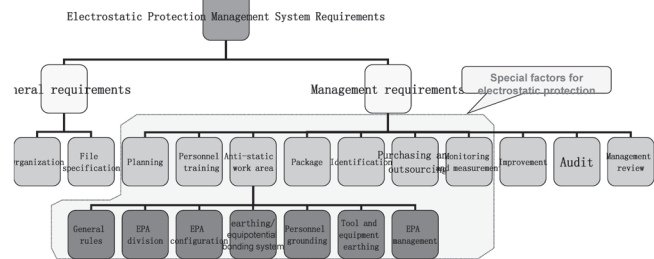 Electrostatic Protection Management System Requirements
neral requirements
Management requirements
Special factors for
electrostatic protection
rganization
File
specification
Planning
Personnel
training
Anti-static
work area
Package
Identification
Purchasing and
outsourcing
Monitoring
and measurement
Improvement
Audit
Management
review
General
rules
EPA
division
EPA
configuration
earthing/
equipotential
bonding system
Personnel
grounding
Tool and
equipment
earthing
EPA
management